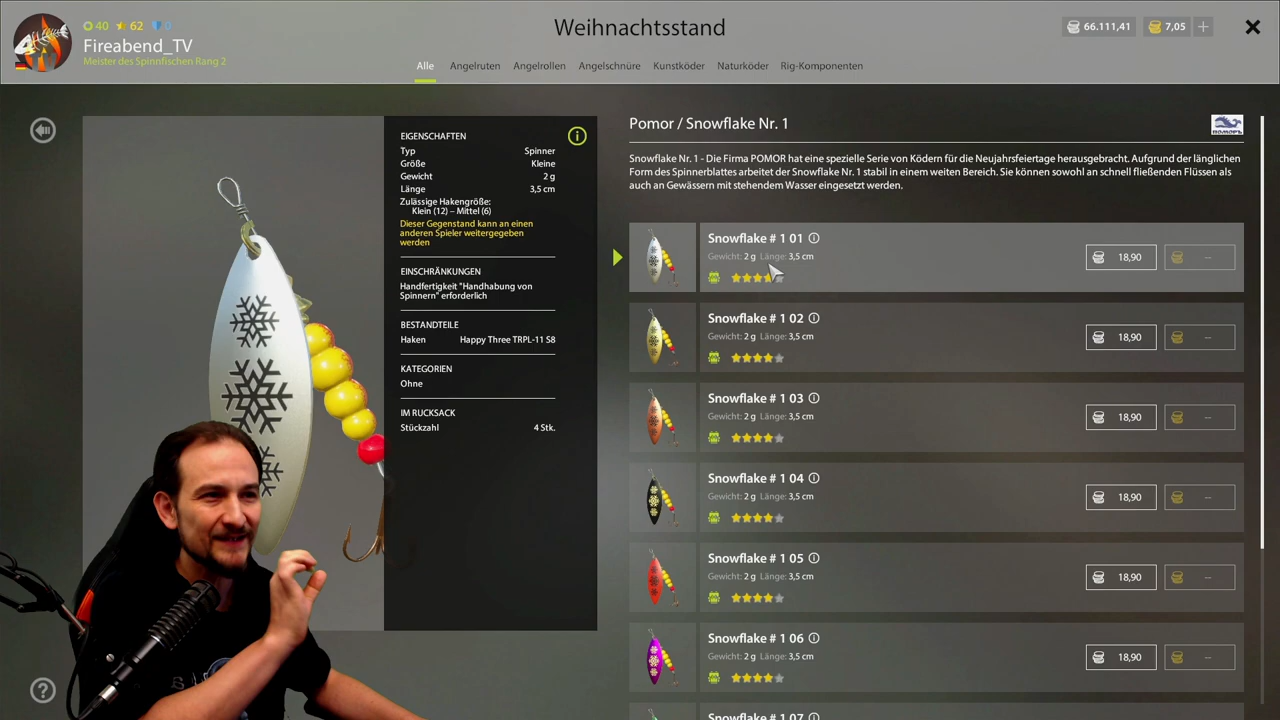 40 62 0
Fireabend_TV
Meister des Spinnfischen Rang 2
Weihnachtsstand
66.111,41 7,05
Alle Angelruten Angelrollen Angelschnüre Kunstköder Naturköder Rig-Komponenten
EIGENSCHAFTEN
Typ Spinner
Größe Kleine
Gewicht 2 g
Länge 3,5 cm
Zulässige Hakengröße:
Klein (12) – Mittel (6)
Dieser Gegenstand kann an einen
anderen Spieler weitergegeben
werden
EINSCHRÄNKUNGEN
Handfertigkeit "Handhabung von
Spinnern" erforderlich
BESTANDTEILE
Haken Happy Three TRPL-11 S8
KATEGORIEN
Ohne
IM RUCKSACK
Stückzahl 4 Stk.
Pomor / Snowflake Nr. 1
ПОМОРЪ
Snowflake Nr. 1 - Die Firma POMOR hat eine spezielle Serie von Ködern für die Neujahrsfeiertage herausgebracht. Aufgrund der länglichen
Form des Spinnerblattes arbeitet der Snowflake Nr. 1 stabil in einem weiten Bereich. Sie können sowohl an schnell fließenden Flüssen als
auch an Gewässern mit stehendem Wasser eingesetzt werden.
Snowflake # 1 01
Gewicht: 2 g Länge: 3,5 cm
18,90 --
Snowflake # 1 02
Gewicht: 2 g Länge: 3,5 cm
18,90 --
Snowflake # 1 03
Gewicht: 2 g Länge: 3,5 cm
18,90 --
Snowflake # 1 04
Gewicht: 2 g Länge: 3,5 cm
18,90 --
Snowflake # 1 05
Gewicht: 2 g Länge: 3,5 cm
18,90 --
Snowflake # 1 06
Gewicht: 2 g Länge: 3,5 cm
18,90 --
Snowflake # 1 07